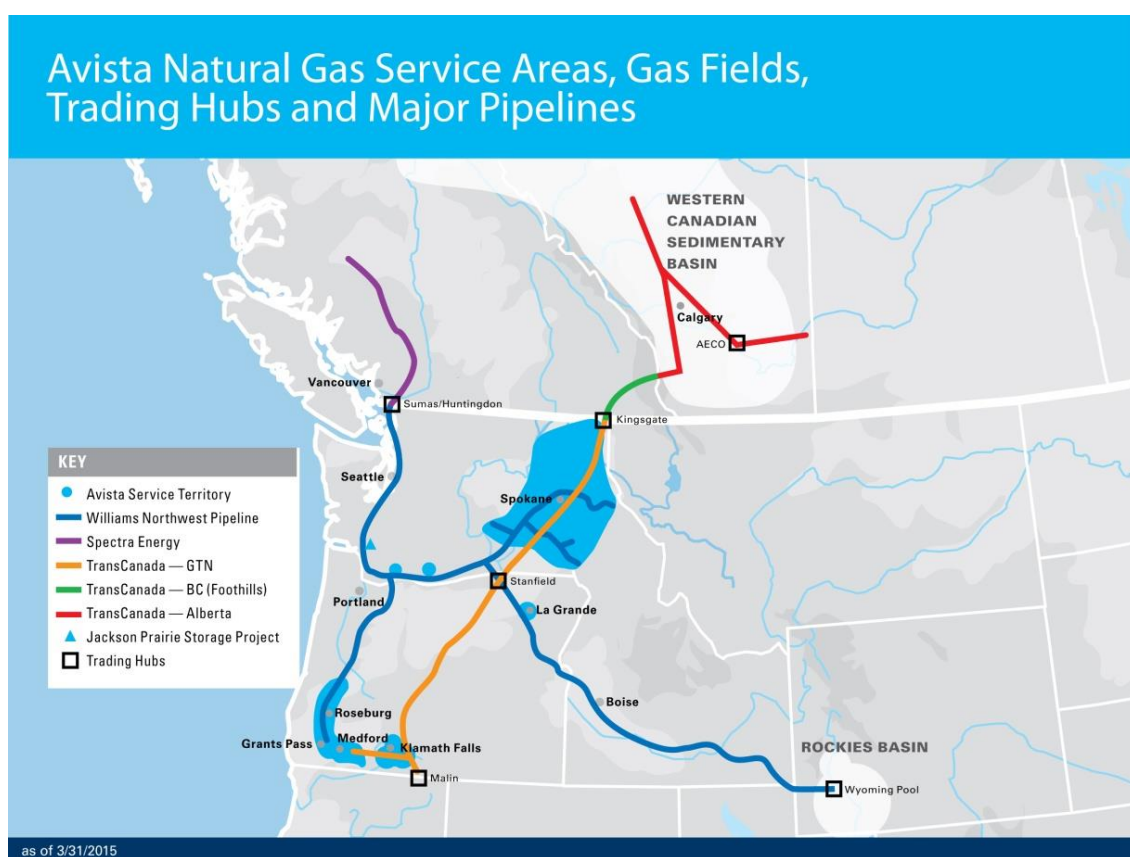 Avista Natural Gas Service Areas, Gas Fields,
Trading Hubs and Major Pipelines
WESTERN
CANADIAN
SEDIMENTARY
BASIN
Calgary
AECO
Vancouver
Sumas/Huntingdon
Kingsgate
KEY
Avista Service Territory
Williams Northwest Pipeline
Spectra Energy
TransCanada — GTN
TransCanada — BC (Foothills)
TransCanada — Alberta
Jackson Prairie Storage Project
Trading Hubs
Seattle
Spokane
Stanfield
Portland
La Grande
Boise
Roseburg
Medford
Grants Pass
Klamath Falls
Malin
ROCKIES BASIN
Wyoming Pool
as of 3/31/2015